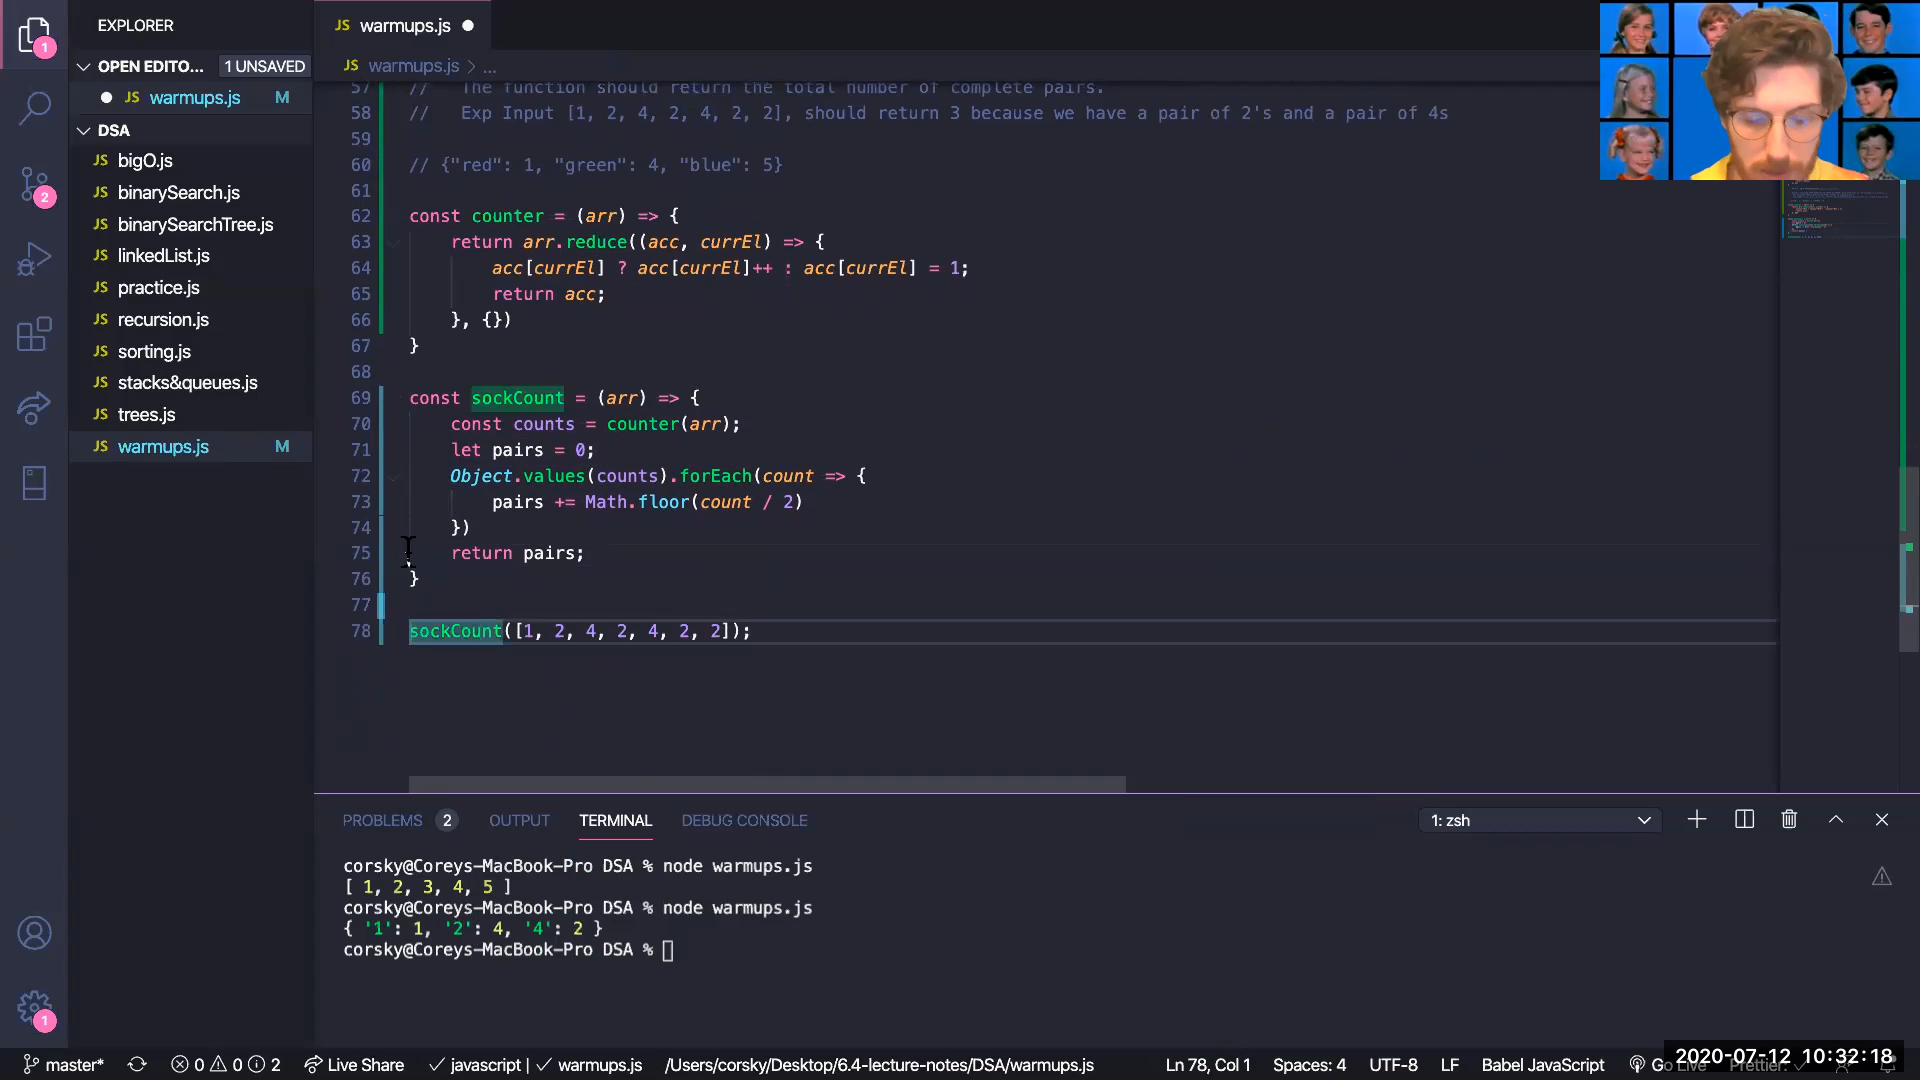 EXPLORER
OPEN EDITO... 1 UNSAVED
JS warmups.js M
DSA
JS bigO.js
JS binarySearch.js
JS binarySearchTree.js
JS linkedList.js
JS practice.js
JS recursion.js
JS sorting.js
JS stacks&queues.js
JS trees.js
JS warmups.js M
1
2
1
JS warmups.js
JS warmups.js > ...
57 // The function should return the total number of complete pairs.
58 // Exp Input [1, 2, 4, 2, 4, 2, 2], should return 3 because we have a pair of 2's and a pair of 4s
59
60 // {"red": 1, "green": 4, "blue": 5}
61
62 const counter = (arr) => {
63 return arr.reduce((acc, currEl) => {
64 acc[currEl] ? acc[currEl]++ : acc[currEl] = 1;
65 return acc;
66 }, {})
67 }
68
69 const sockCount = (arr) => {
70 const counts = counter(arr);
71 let pairs = 0;
72 Object.values(counts).forEach(count => {
73 pairs += Math.floor(count / 2)
74 })
75 return pairs;
76 }
77
78 sockCount([1, 2, 4, 2, 4, 2, 2]);
PROBLEMS 2 OUTPUT TERMINAL DEBUG CONSOLE 1: zsh
corsky@Coreys-MacBook-Pro DSA % node warmups.js
[ 1, 2, 3, 4, 5 ]
corsky@Coreys-MacBook-Pro DSA % node warmups.js
{ '1': 1, '2': 4, '4': 2 }
corsky@Coreys-MacBook-Pro DSA %
master* 0 0 2 Live Share javascript | warmups.js /Users/corsky/Desktop/6.4-lecture-notes/DSA/warmups.js Ln 78, Col 1 Spaces: 4 UTF-8 LF Babel JavaScript Go Live Prettier:
2020-07-12 10:32:18